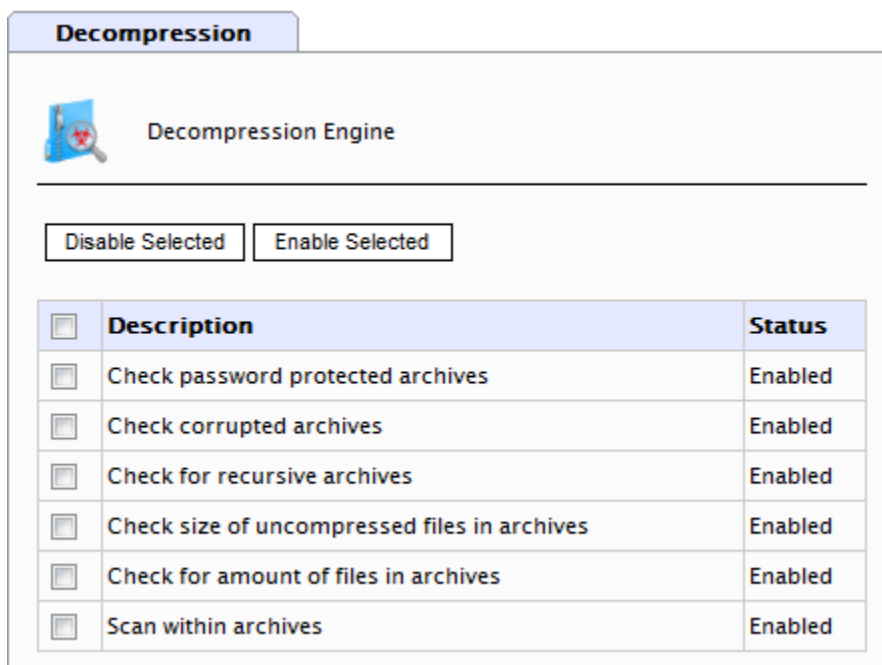 Decompression
Decompression Engine
Disable Selected Enable Selected
Description Status
Check password protected archives Enabled
Check corrupted archives Enabled
Check for recursive archives Enabled
Check size of uncompressed files in archives Enabled
Check for amount of files in archives Enabled
Scan within archives Enabled